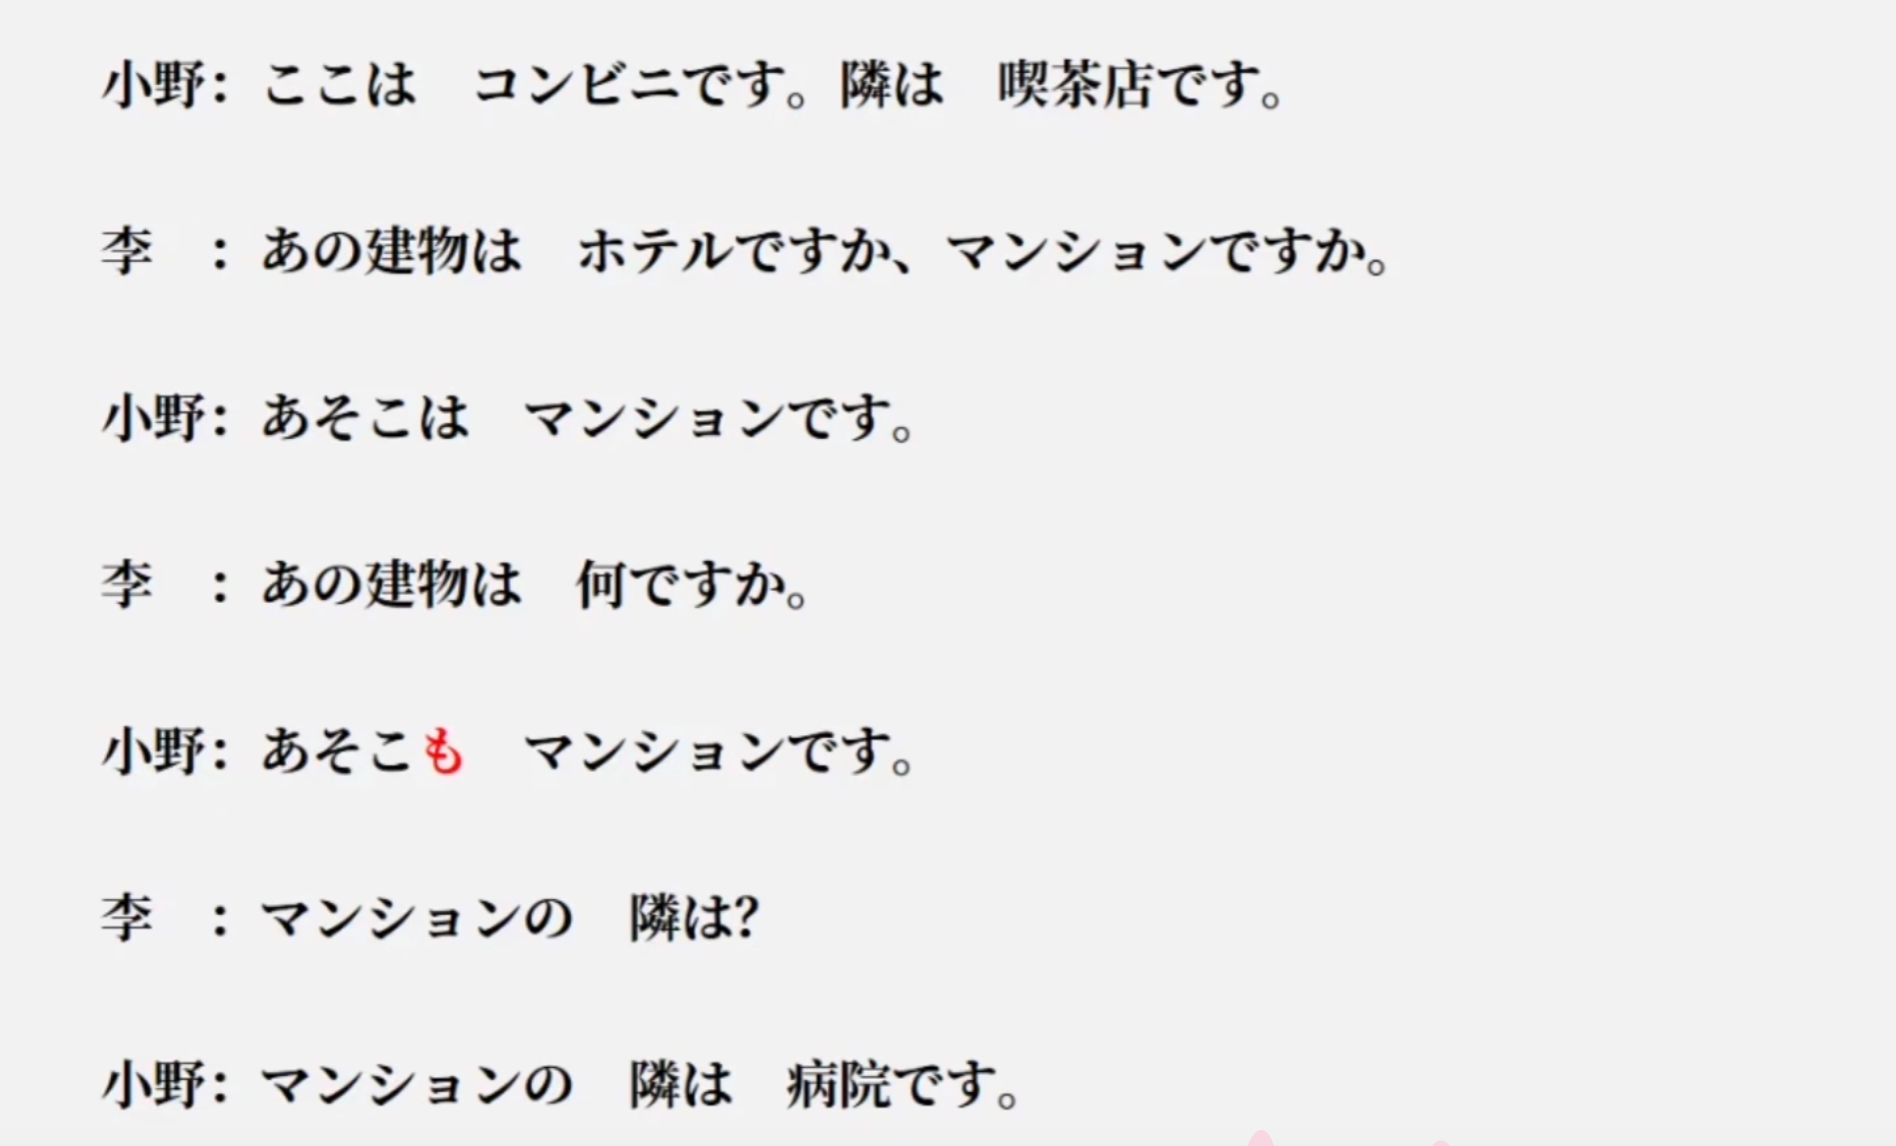 小野：ここは　コンビニです。隣は　喫茶店です。
李　：あの建物は　ホテルですか、マンションですか。
小野：あそこは　マンションです。
李　：あの建物は　何ですか。
小野：あそこも　マンションです。
李　：マンションの　隣は？
小野：マンションの　隣は　病院です。